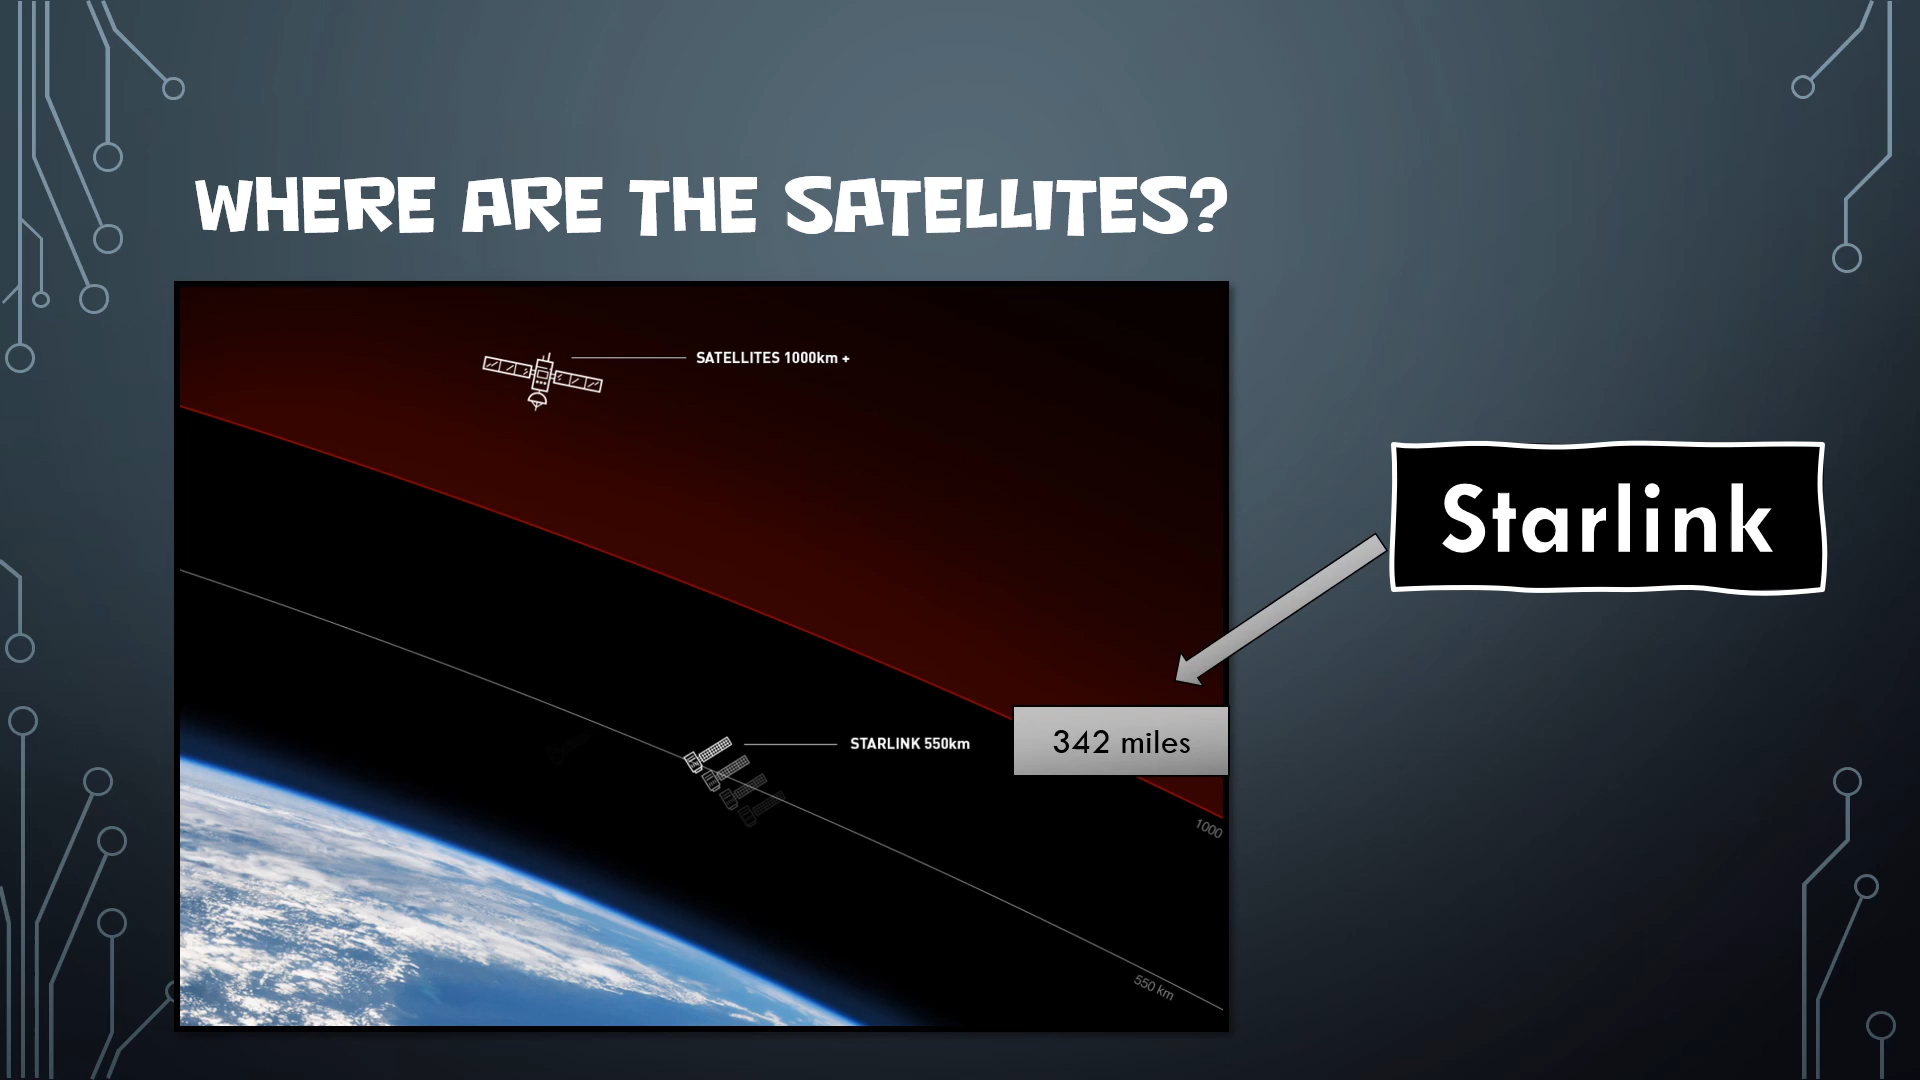 WHERE ARE THE SATELLITES?
SATELLITES 1000km +
Starlink
STARLINK 550km
342 miles
1000
550 km